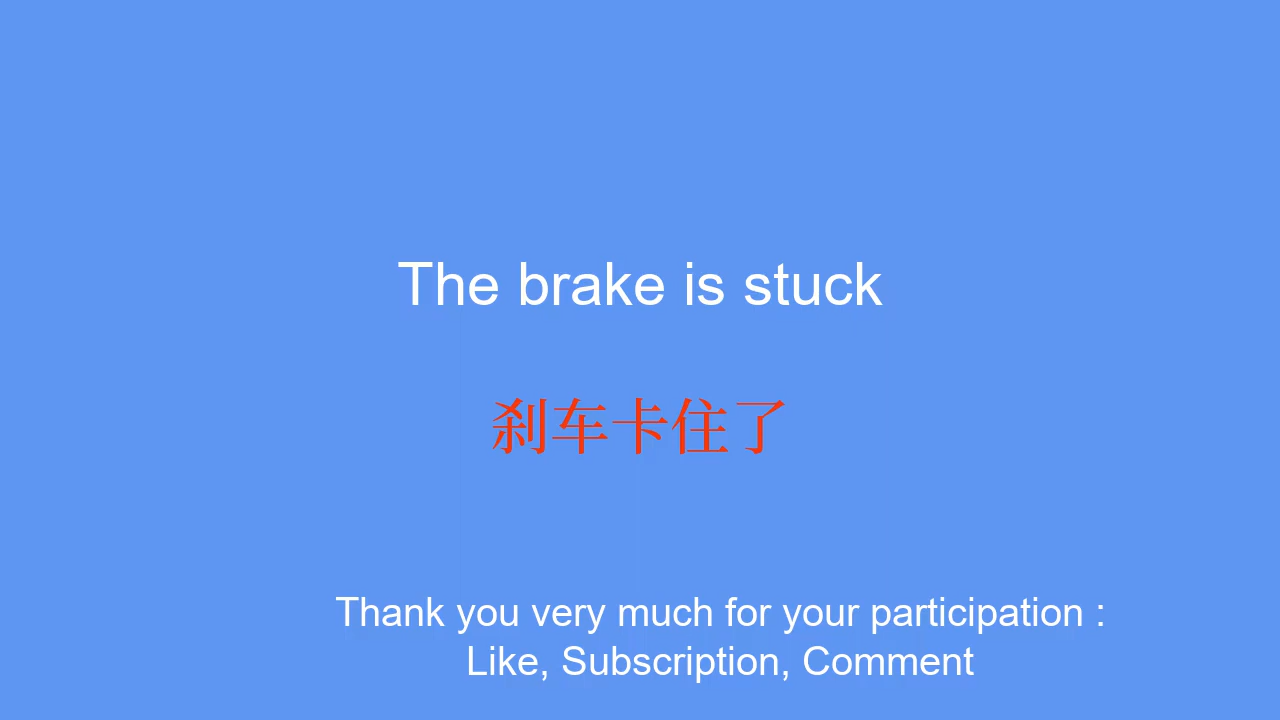 The brake is stuck
刹车卡住了
Thank you very much for your participation :
Like, Subscription, Comment